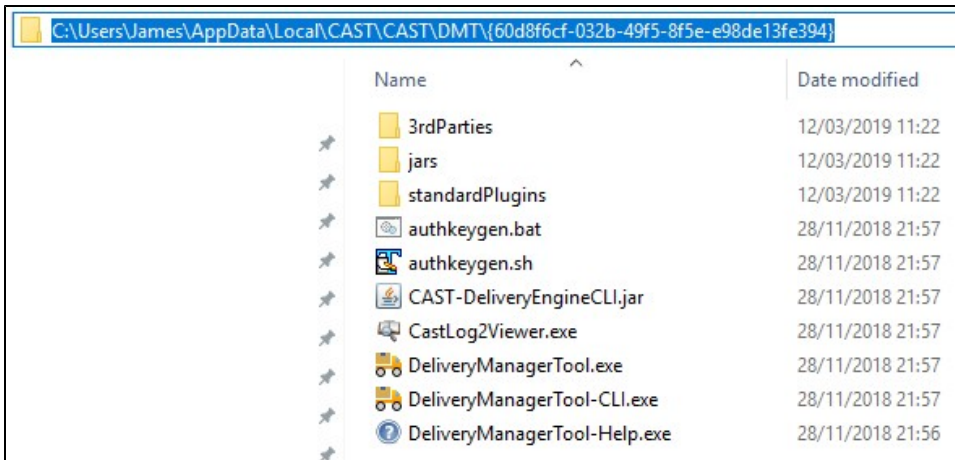 C:\Users\James\AppData\Local\CAST\CAST\DMT\{60d8f6cf-032b-49f5-8f5e-e98de13fe394}
Name Date modified
3rdParties 12/03/2019 11:22
jars 12/03/2019 11:22
standardPlugins 12/03/2019 11:22
authkeygen.bat 28/11/2018 21:57
authkeygen.sh 28/11/2018 21:57
CAST-DeliveryEngineCLI.jar 28/11/2018 21:57
CastLog2Viewer.exe 28/11/2018 21:57
DeliveryManagerTool.exe 28/11/2018 21:57
DeliveryManagerTool-CLI.exe 28/11/2018 21:57
DeliveryManagerTool-Help.exe 28/11/2018 21:56